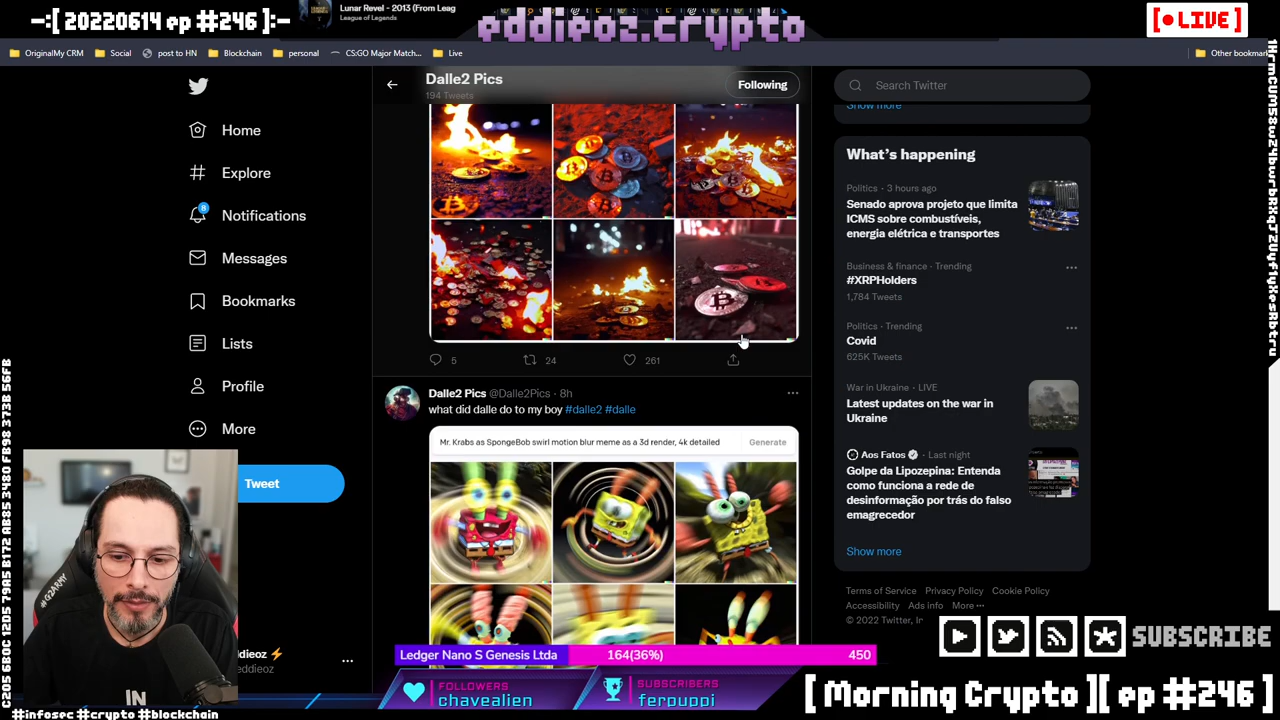 -:[ 20220614 ep #246 ]:-
Lunar Revel - 2013 (From Leag
League of Legends
eddieoz.crypto
[● LIVE ]
OriginalMy CRM
Social
post to HN
Blockchain
personal
CS:GO Major Match...
Live
Other bookmar
Dalle2 Pics
194 Tweets
Following
Search Twitter
Show more
Home
Explore
8
Notifications
Messages
Bookmarks
Lists
Profile
More
Tweet
5
24
261
Dalle2 Pics @Dalle2Pics · 8h
what did dalle do to my boy #dalle2 #dalle
Mr. Krabs as SpongeBob swirl motion blur meme as a 3d render, 4k detailed
Generate
What's happening
Politics · 3 hours ago
Senado aprova projeto que limita
ICMS sobre combustíveis,
energia elétrica e transportes
Business & finance · Trending
#XRPHolders
1,784 Tweets
Politics · Trending
Covid
625K Tweets
War in Ukraine · LIVE
Latest updates on the war in
Ukraine
Aos Fatos · Last night
Golpe da Lipozepina: Entenda
como funciona a rede de
desinformação por trás do falso
emagrecedor
Show more
Terms of Service
Privacy Policy
Cookie Policy
Accessibility
Ads info
More ···
© 2022 Twitter, Ir
#G2ARMY
IN
ddieoz⚡
eddieoz
Ledger Nano S Genesis Ltda
164(36%)
450
FOLLOWERS
chavealien
SUBSCRIBERS
ferpuppi
SUBSCRIBE
[ Morning Crypto ][ ep #246 ]
#infosec #crypto #blockchain